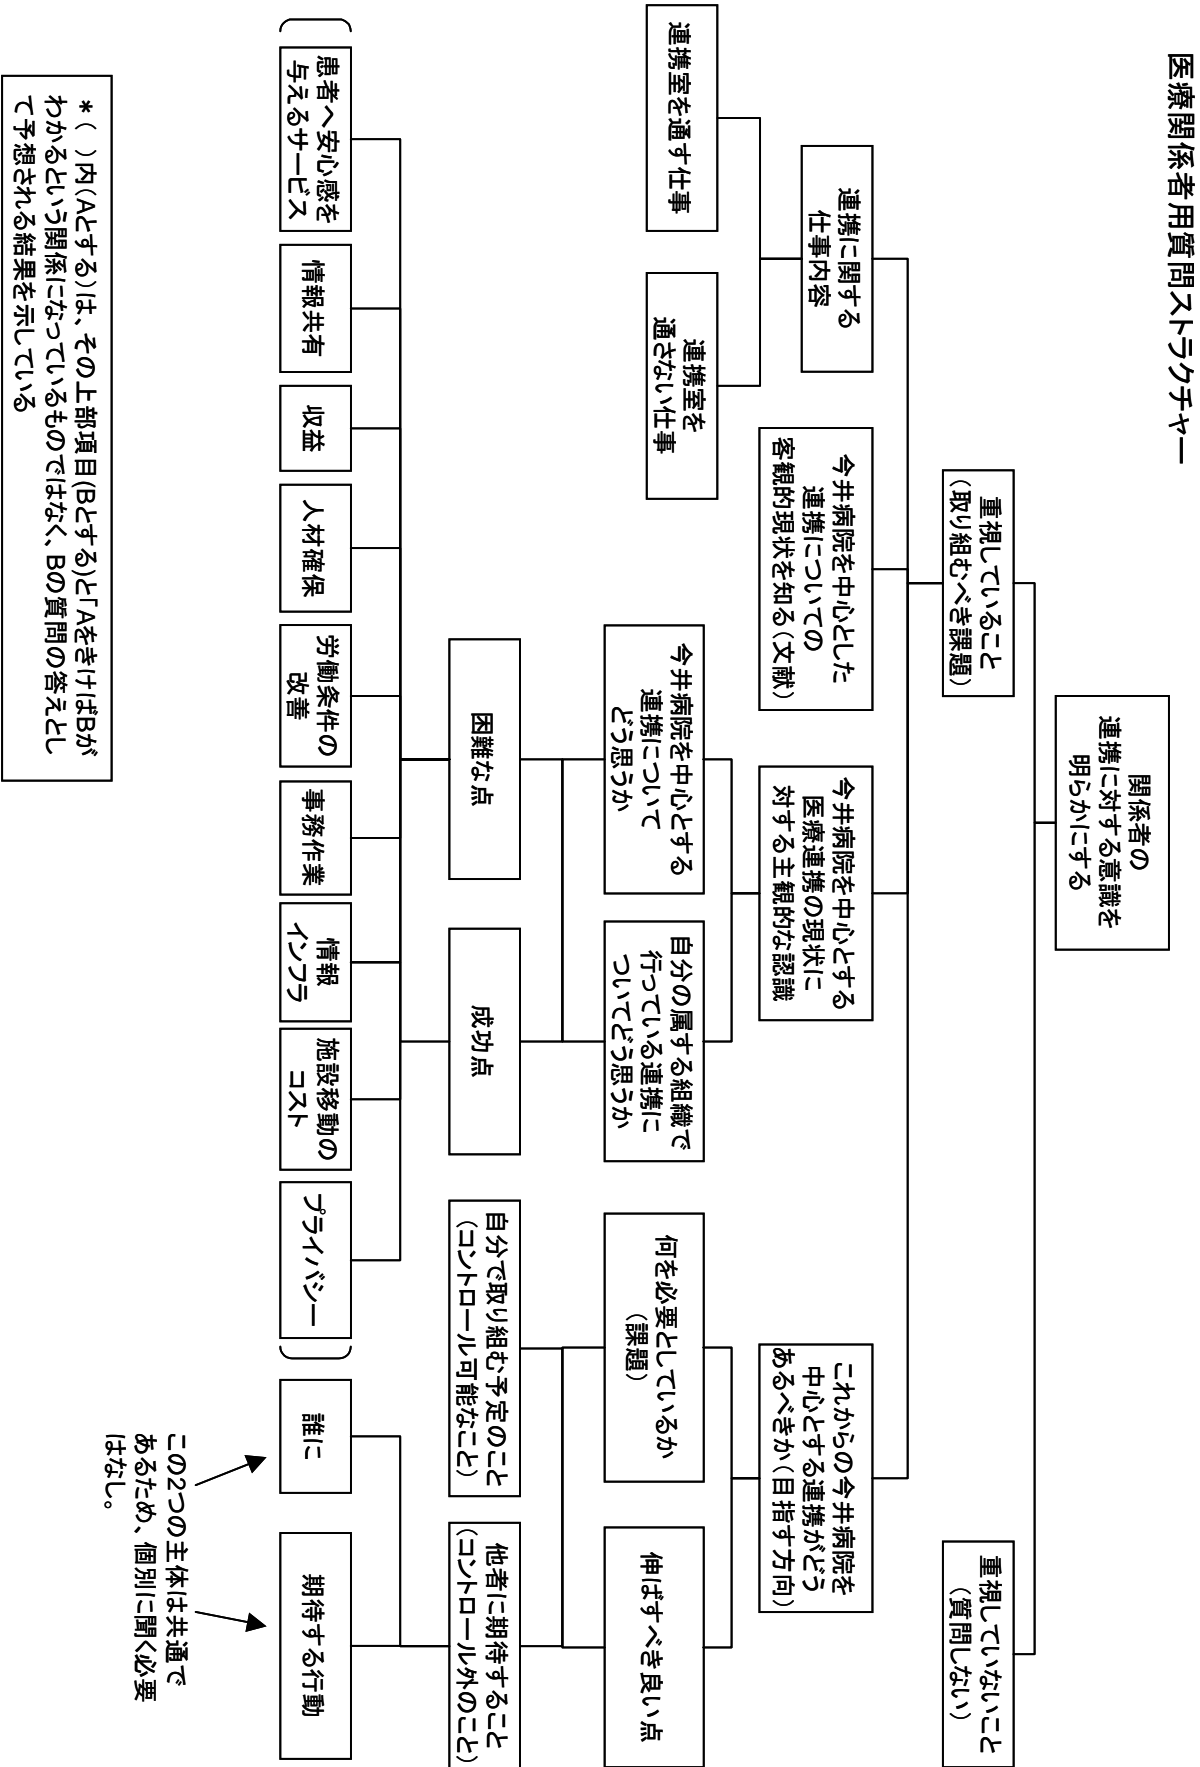 医療関係者用質問ストラクチャー
関係者の
連携に対する意識を
明らかにする
重視していること
（取り組むべき課題）
重視していないこと
（質問しない）
連携に関する
仕事内容
今井病院を中心とした
連携についての
客観的現状を知る（文献）
今井病院を中心とする
医療連携の現状に
対する主観的な認識
これからの今井病院を
中心とする連携がどう
あるべきか（目指す方向）
連携室を通す仕事
連携室を
通さない仕事
今井病院を中心とする
連携について
どう思うか
自分の属する組織で
行っている連携に
ついてどう思うか
何を必要としているか
（課題）
伸ばすべき良い点
困難な点
成功点
自分で取り組む予定のこと
（コントロール可能なこと）
他者に期待すること
（コントロール外のこと）
（
患者へ安心感を
与えるサービス
情報共有
収益
人材確保
労働条件の
改善
事務作業
情報
インフラ
施設移動の
コスト
プライバシー
）
誰に
期待する行動
この2つの主体は共通で
あるため、個別に聞く必要
はなし。
＊（　）内（Aとする）は、その上部項目（Bとする）と「AをきけばBが
わかるという関係になっているものではなく、Bの質問の答えとし
て予想される結果を示している